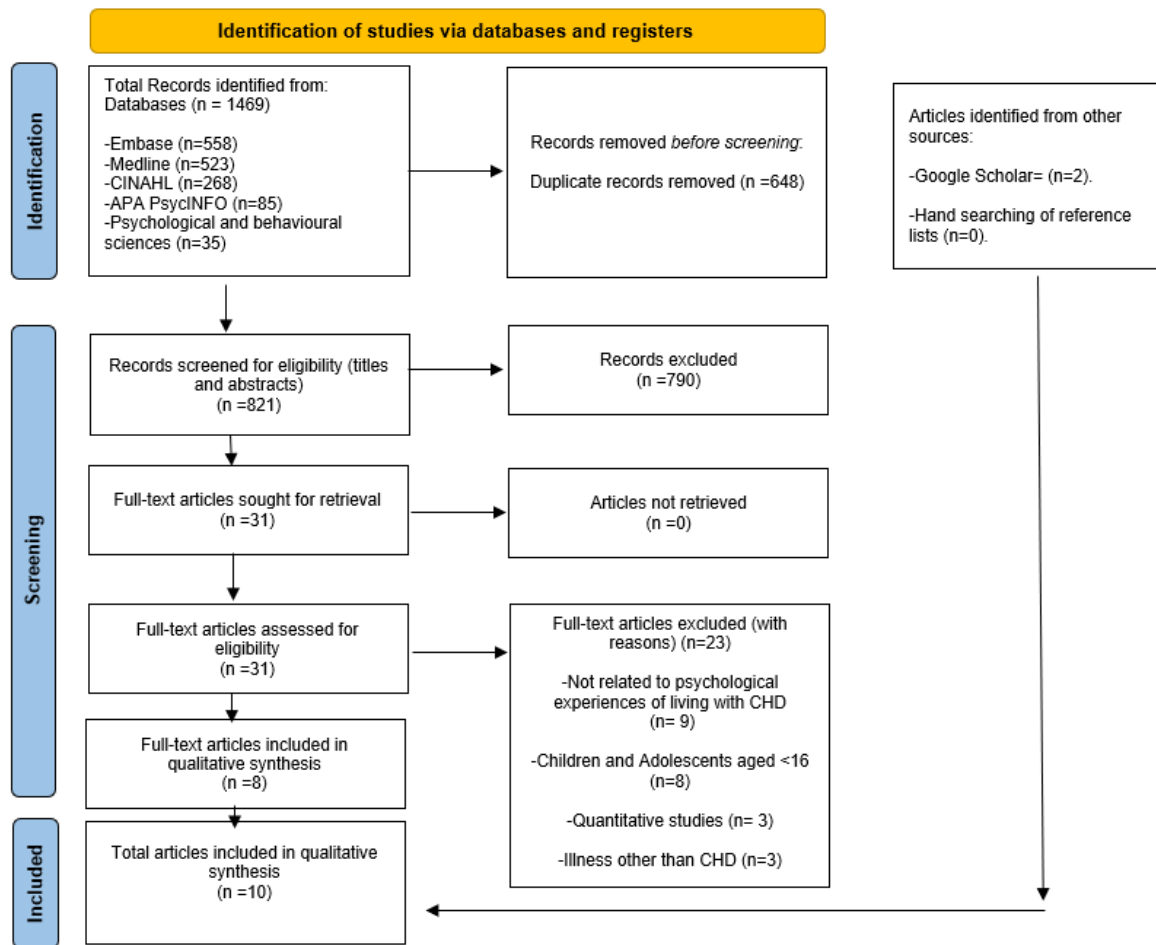 Identification of studies via databases and registers
Identification
Total Records identified from:
Databases (n = 1469)
-Embase (n=558)
-Medline (n=523)
-CINAHL (n=268)
-APA PsycINFO (n=85)
-Psychological and behavioural
sciences (n=35)
Records removed before screening:
Duplicate records removed (n =648)
Articles identified from other
sources:
-Google Scholar= (n=2).
-Hand searching of reference
lists (n=0).
Screening
Records screened for eligibility (titles
and abstracts)
(n =821)
Records excluded
(n =790)
Full-text articles sought for retrieval
(n =31)
Articles not retrieved
(n =0)
Full-text articles assessed for
eligibility
(n =31)
Full-text articles excluded (with
reasons) (n=23)
-Not related to psychological
experiences of living with CHD
(n= 9)
-Children and Adolescents aged <16
(n=8)
-Quantitative studies (n= 3)
-Illness other than CHD (n=3)
Full-text articles included in
qualitative synthesis
(n =8)
Included
Total articles included in qualitative
synthesis
(n =10)